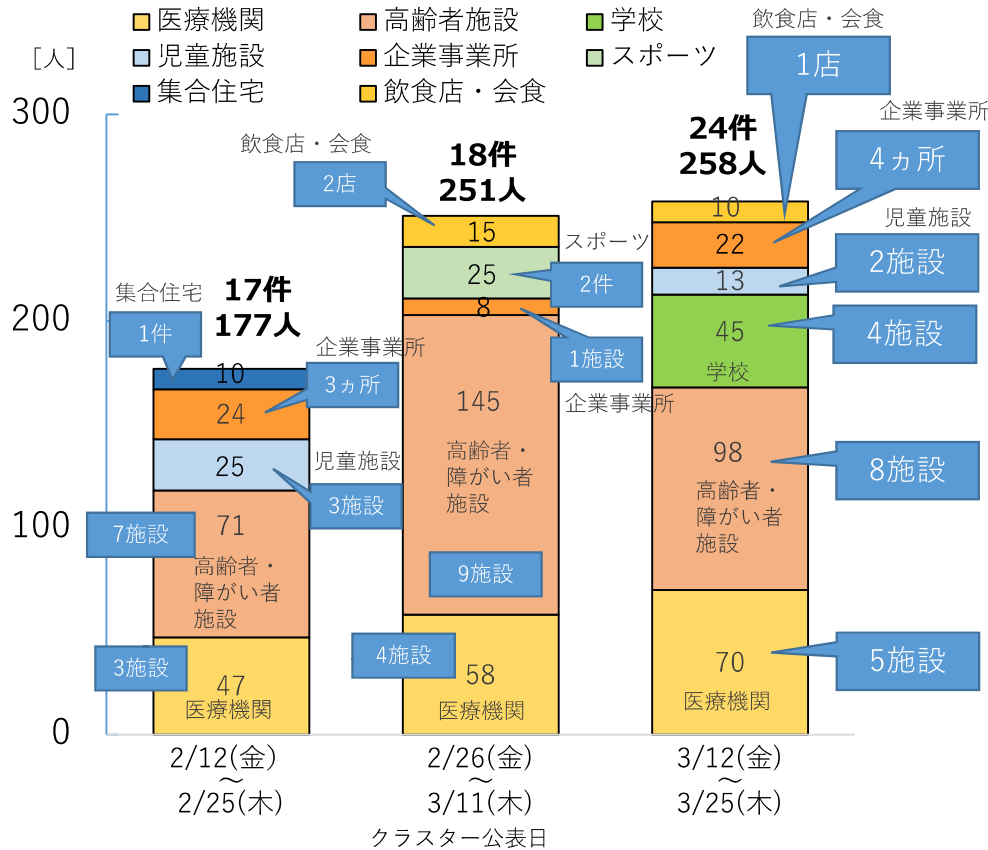 医療機関
高齢者施設
学校
児童施設
企業事業所
スポーツ
集合住宅
飲食店・会食
[人]
300
200
100
0
集合住宅
1件
17件
177人
10
企業事業所
3ヵ所
24
25
児童施設
3施設
71
高齢者・
障がい者
施設
7施設
47
医療機関
3施設
飲食店・会食
2店
18件
251人
15
スポーツ
25
2件
8
1施設
企業事業所
145
高齢者・
障がい者
施設
9施設
4施設
58
医療機関
飲食店・会食
1店
24件
258人
企業事業所
4ヵ所
10
22
児童施設
2施設
13
45
学校
4施設
98
高齢者・
障がい者
施設
8施設
70
医療機関
5施設
2/12(金)
～
2/25(木)
2/26(金)
～
3/11(木)
3/12(金)
～
3/25(木)
クラスター公表日